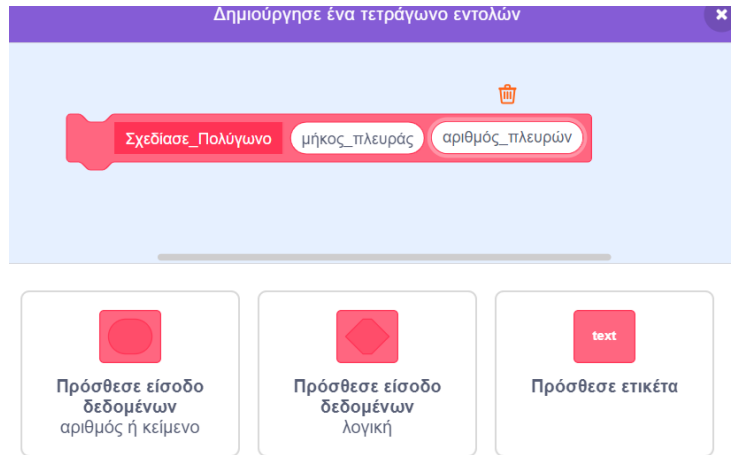 Δημιούργησε ένα τετράγωνο εντολών
Σχεδίασε_Πολύγωνο μήκος_πλευράς αριθμός_πλευρών
text
Πρόσθεσε είσοδο
δεδομένων
αριθμός ή κείμενο
Πρόσθεσε είσοδο
δεδομένων
λογική
Πρόσθεσε ετικέτα